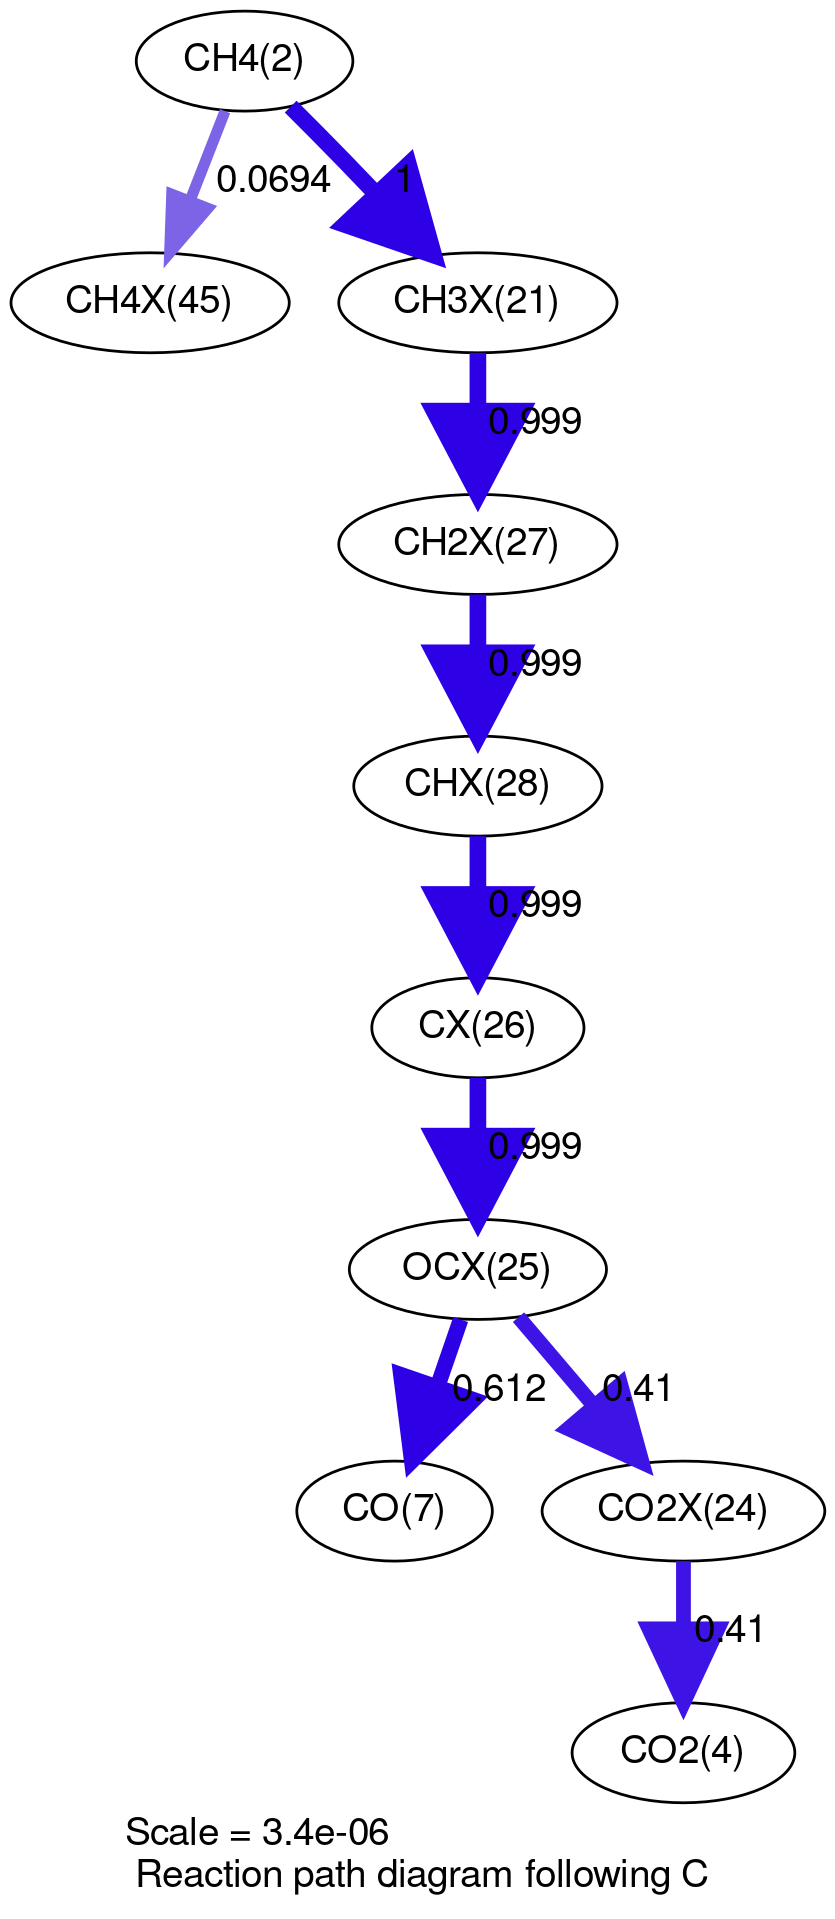 CH4(2)
0.0694
1
CH4X(45)
CH3X(21)
0.999
CH2X(27)
0.999
CHX(28)
0.999
CX(26)
0.999
OCX(25)
0.612
0.41
CO(7)
CO2X(24)
0.41
CO2(4)
Scale = 3.4e-06
Reaction path diagram following C